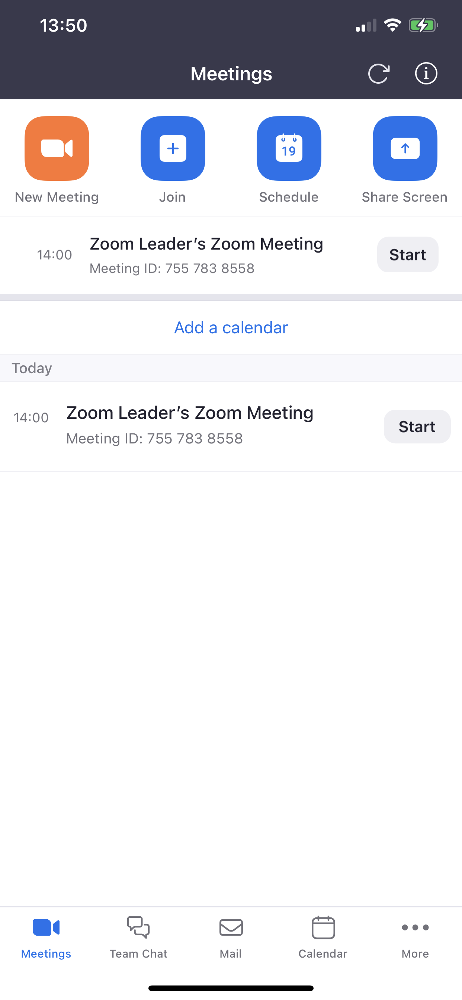 13:50
Meetings
19
New Meeting
Join
Schedule
Share Screen
14:00
Zoom Leader’s Zoom Meeting
Meeting ID: 755 783 8558
Start
Add a calendar
Today
14:00
Zoom Leader’s Zoom Meeting
Meeting ID: 755 783 8558
Start
Meetings
Team Chat
Mail
Calendar
More